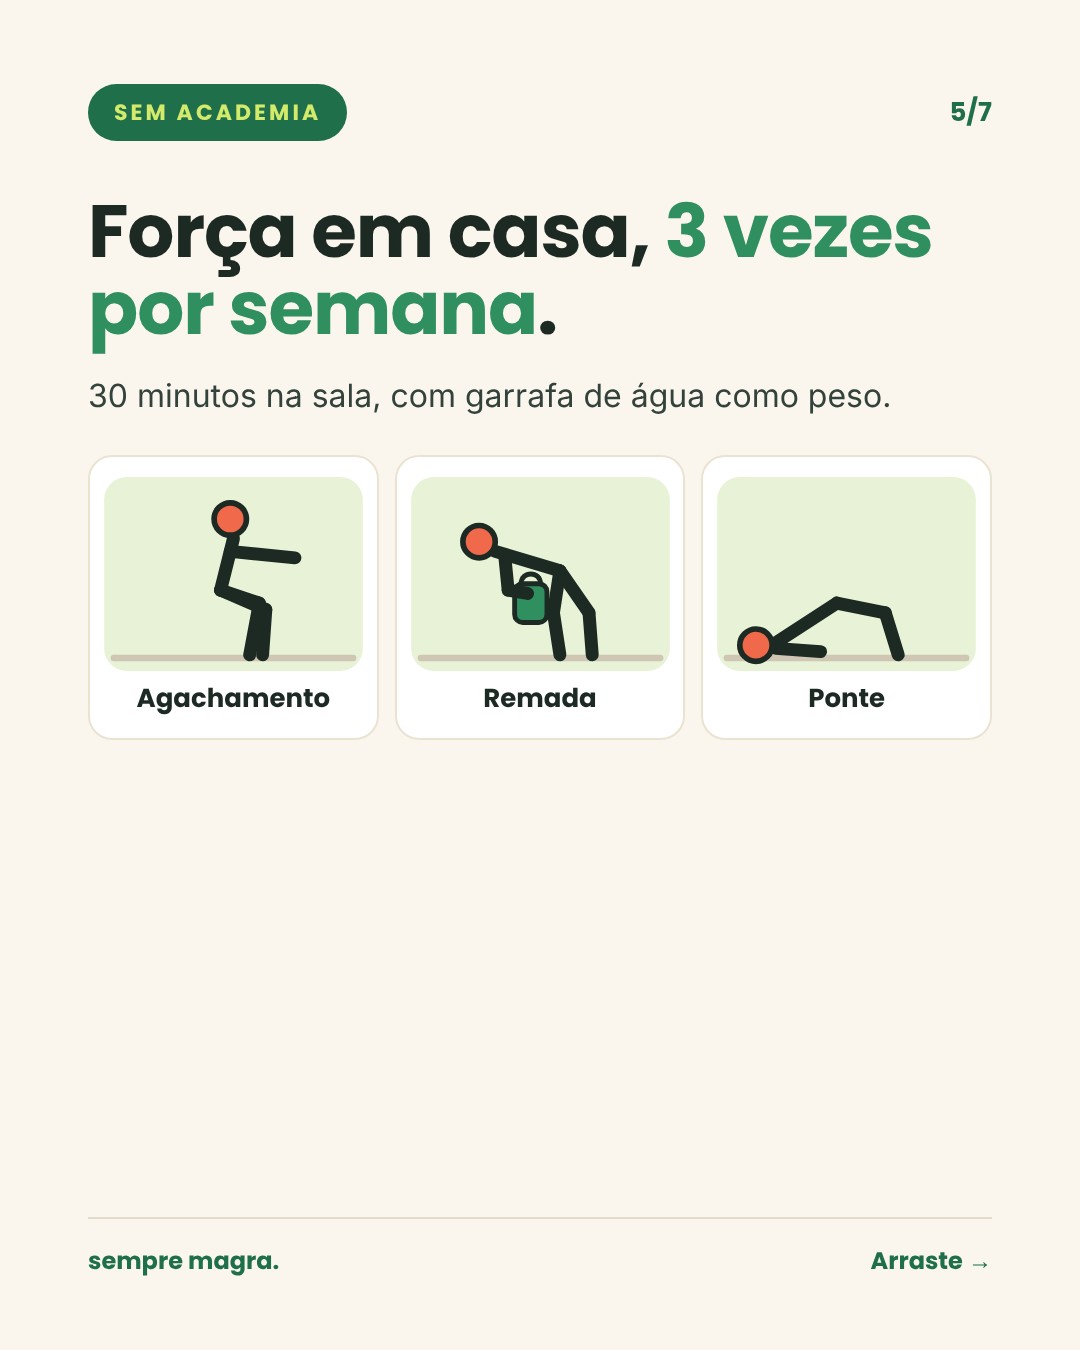 SEM ACADEMIA
5/7
Força em casa, 3 vezes
por semana.
30 minutos na sala, com garrafa de água como peso.
Agachamento
Remada
Ponte
sempre magra.
Arraste →